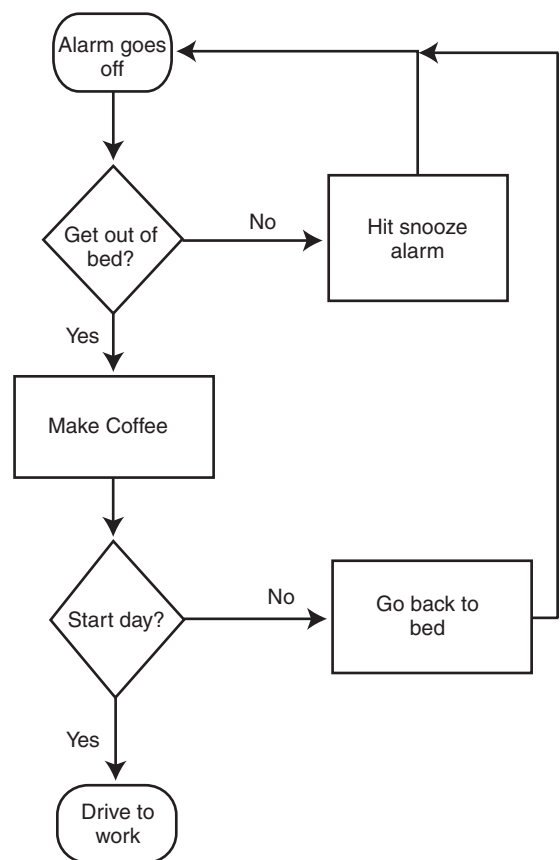 Alarm goes
off
Get out of
bed?
No
Hit snooze
alarm
Yes
Make Coffee
Start day?
No
Go back to
bed
Yes
Drive to
work